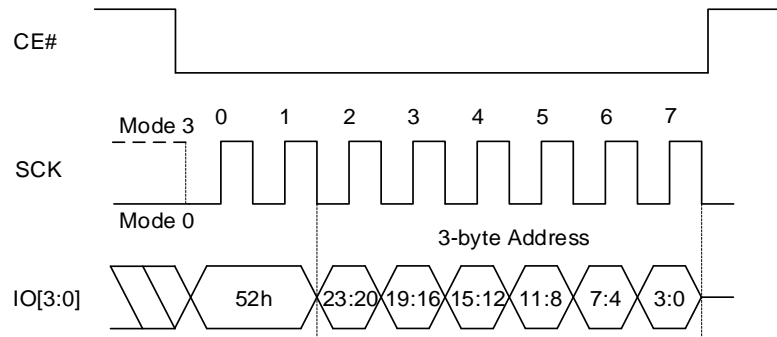 CE#
0 1 2 3 4 5 6 7
Mode 3
SCK
Mode 0
3-byte Address
IO[3:0] 52h 23:20 19:16 15:12 11:8 7:4 3:0